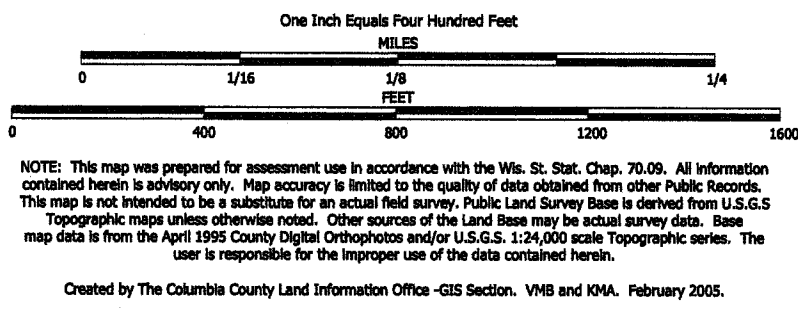 One Inch Equals Four Hundred Feet
MILES
0 1/16 1/8 1/4
FEET
0 400 800 1200 1600
NOTE: This map was prepared for assessment use in accordance with the Wis. St. Stat. Chap. 70.09. All information
contained herein is advisory only. Map accuracy is limited to the quality of data obtained from other Public Records.
This map is not intended to be a substitute for an actual field survey. Public Land Survey Base is derived from U.S.G.S
Topographic maps unless otherwise noted. Other sources of the Land Base may be actual survey data. Base
map data is from the April 1995 County Digital Orthophotos and/or U.S.G.S. 1:24,000 scale Topographic series. The
user is responsible for the improper use of the data contained herein.
Created by The Columbia County Land Information Office -GIS Section. VMB and KMA. February 2005.